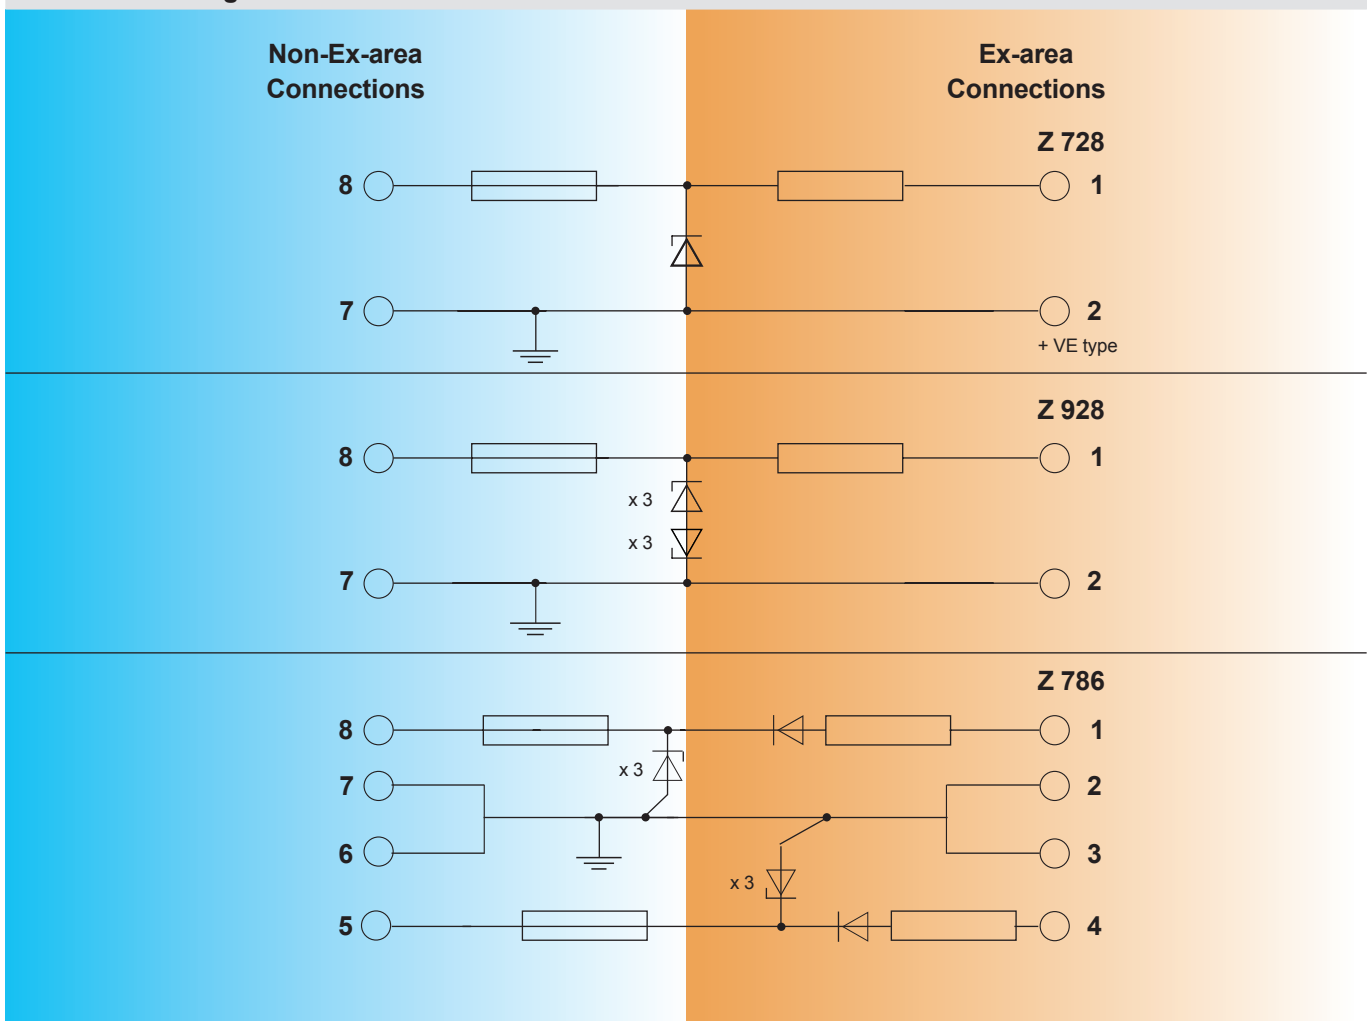 Non-Ex-area
Connections
Ex-area
Connections
Z 728
8
1
7
2
+ VE type
Z 928
8
1
x 3
x 3
7
2
Z 786
8
1
x 3
7
2
6
3
x 3
5
4